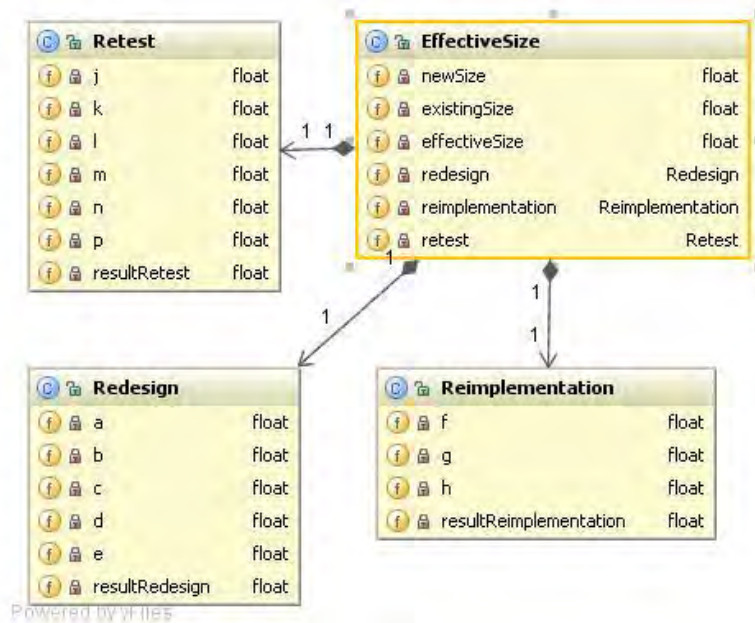 Retest
j float
k float
l float
m float
n float
p float
resultRetest float
1 1
EffectiveSize
newSize float
existingSize float
effectiveSize float
redesign Redesign
reimplementation Reimplementation
retest Retest
1
1
1
1
Redesign
a float
b float
c float
d float
e float
resultRedesign float
Reimplementation
f float
g float
h float
resultReimplementation float
Powered by yFiles